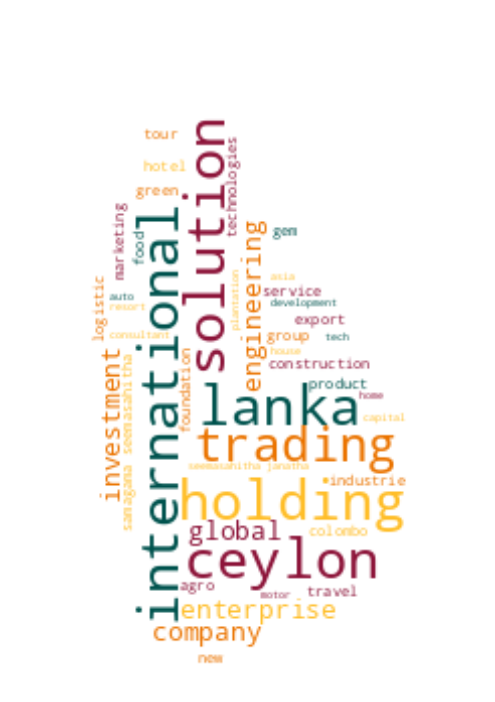 solution
tour
technologies
hotel
green
marketing
international
food
engineering
gem
plantation
asia
logistic
service
auto
development
resort
export
consultant
group
tech
foundation
house
investment
samagama seemasahitha
construction
product
lanka
home
capital
trading
seemasahitha janatha
industrie
holding
global
colombo
ceylon
agro
motor
travel
enterprise
company
new